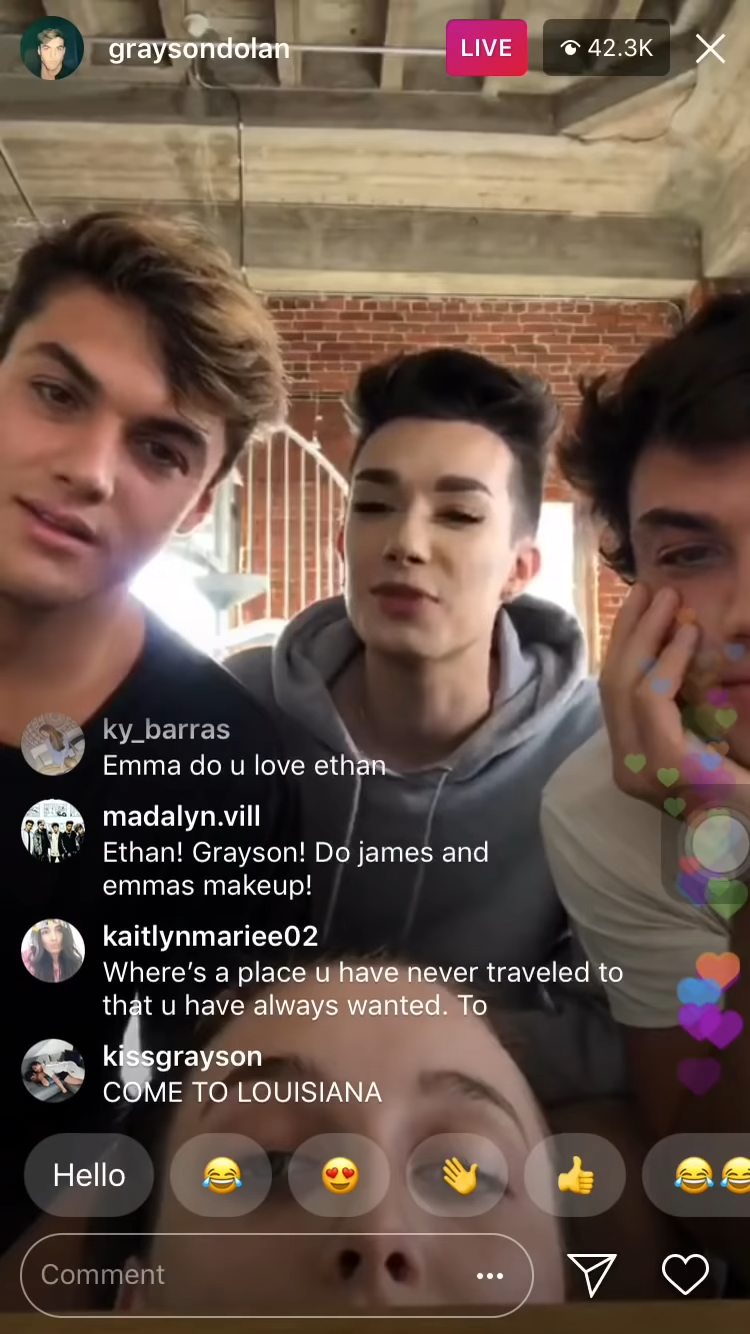 graysondolan
LIVE
42.3K
ky_barras
Emma do u love ethan
madalyn.vill
Ethan! Grayson! Do james and
emmas makeup!
kaitlynmariee02
Where’s a place u have never traveled to
that u have always wanted. To
kissgrayson
COME TO LOUISIANA
Hello 😂 😍 👋 👍 😂😂
Comment